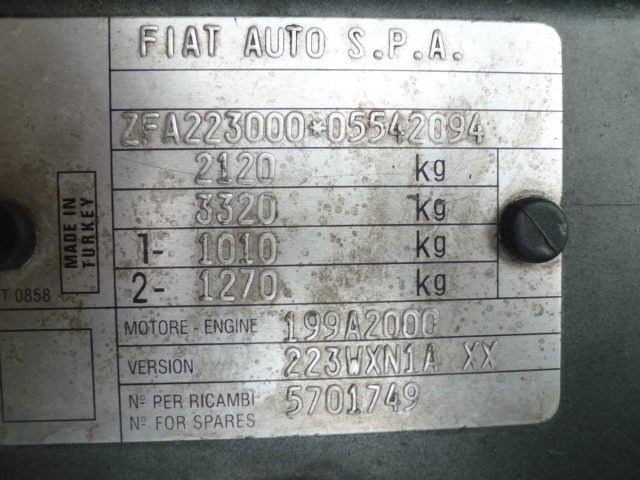 FIAT AUTO S.P.A.
ZFA223000*05542094
2120 kg
3320 kg
1- 1010 kg
2- 1270 kg
MADE IN
TURKEY
T 0858
MOTORE - ENGINE 199A2000
VERSION 223WXN1A XX
Nº PER RICAMBI 5701749
Nº FOR SPARES